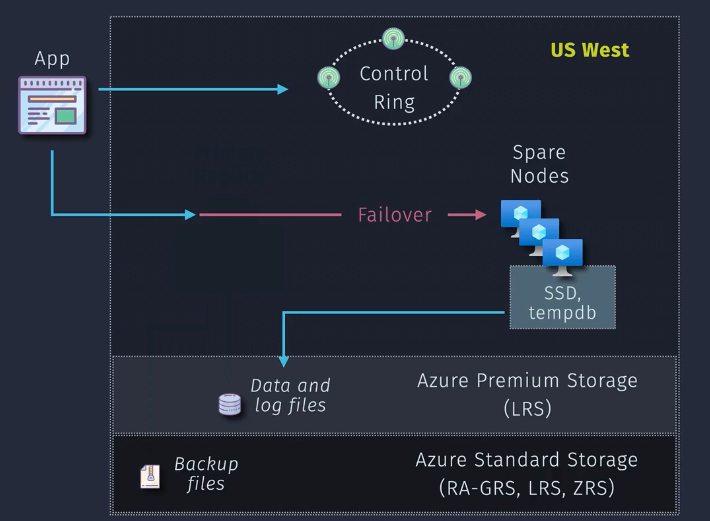 App
US West
Control
Ring
Spare
Nodes
Failover
SSD,
tempdb
Data and
log files
Azure Premium Storage
(LRS)
Backup
files
Azure Standard Storage
(RA-GRS, LRS, ZRS)